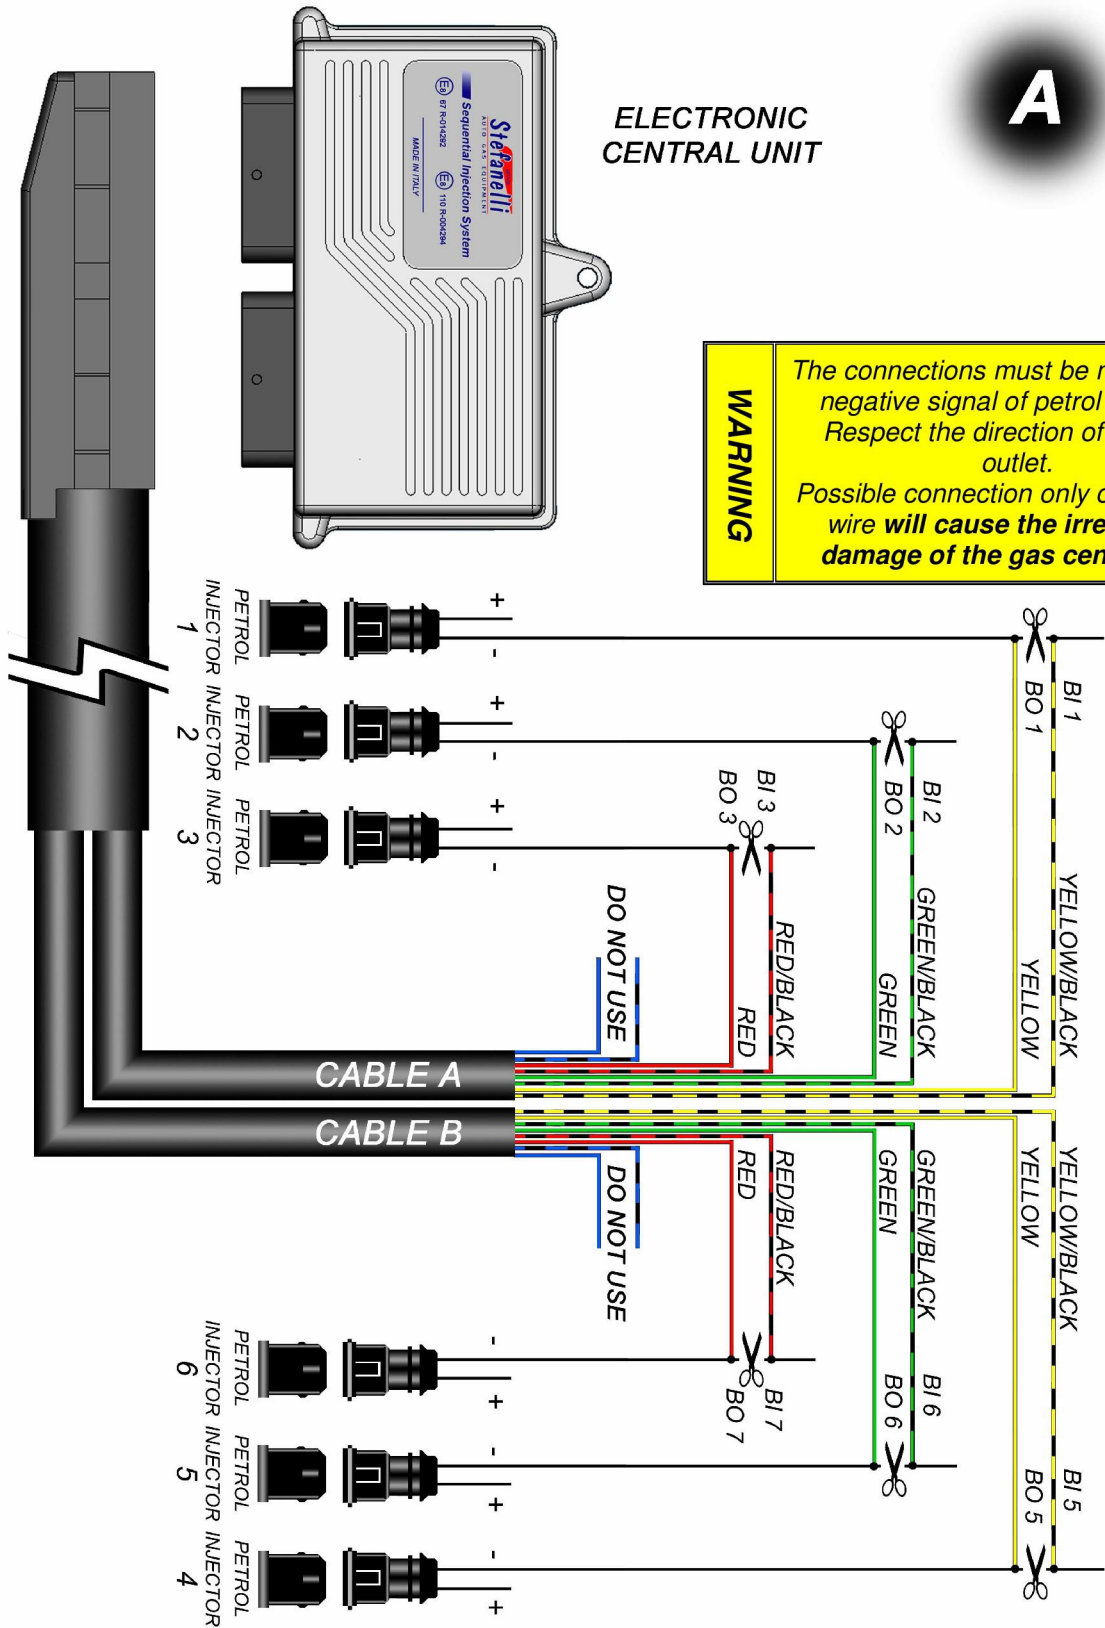 A
ELECTRONIC
CENTRAL UNIT
Stefanelli
AUTO GAS EQUIPMENT
Sequential Injection System
E8 67 R-014292 E8 110 R-004294
MADE IN ITALY
WARNING
The connections must be
negative signal of petrol
Respect the direction of
outlet.
Possible connection only
wire will cause the
damage of the gas
PETROL
INJECTOR
1
+
-
PETROL
INJECTOR
2
+
-
PETROL
INJECTOR
3
+
-
BI 1
BO 1
BI 2
BO 2
BI 3
BO 3
YELLOW/BLACK
YELLOW
GREEN/BLACK
GREEN
RED/BLACK
RED
DO NOT USE
CABLE A
CABLE B
YELLOW/BLACK
YELLOW
GREEN/BLACK
GREEN
RED/BLACK
RED
DO NOT USE
BI 7
BO 7
BI 6
BO 6
BI 5
BO 5
PETROL
INJECTOR
6
-
+
PETROL
INJECTOR
5
-
+
PETROL
INJECTOR
4
-
+